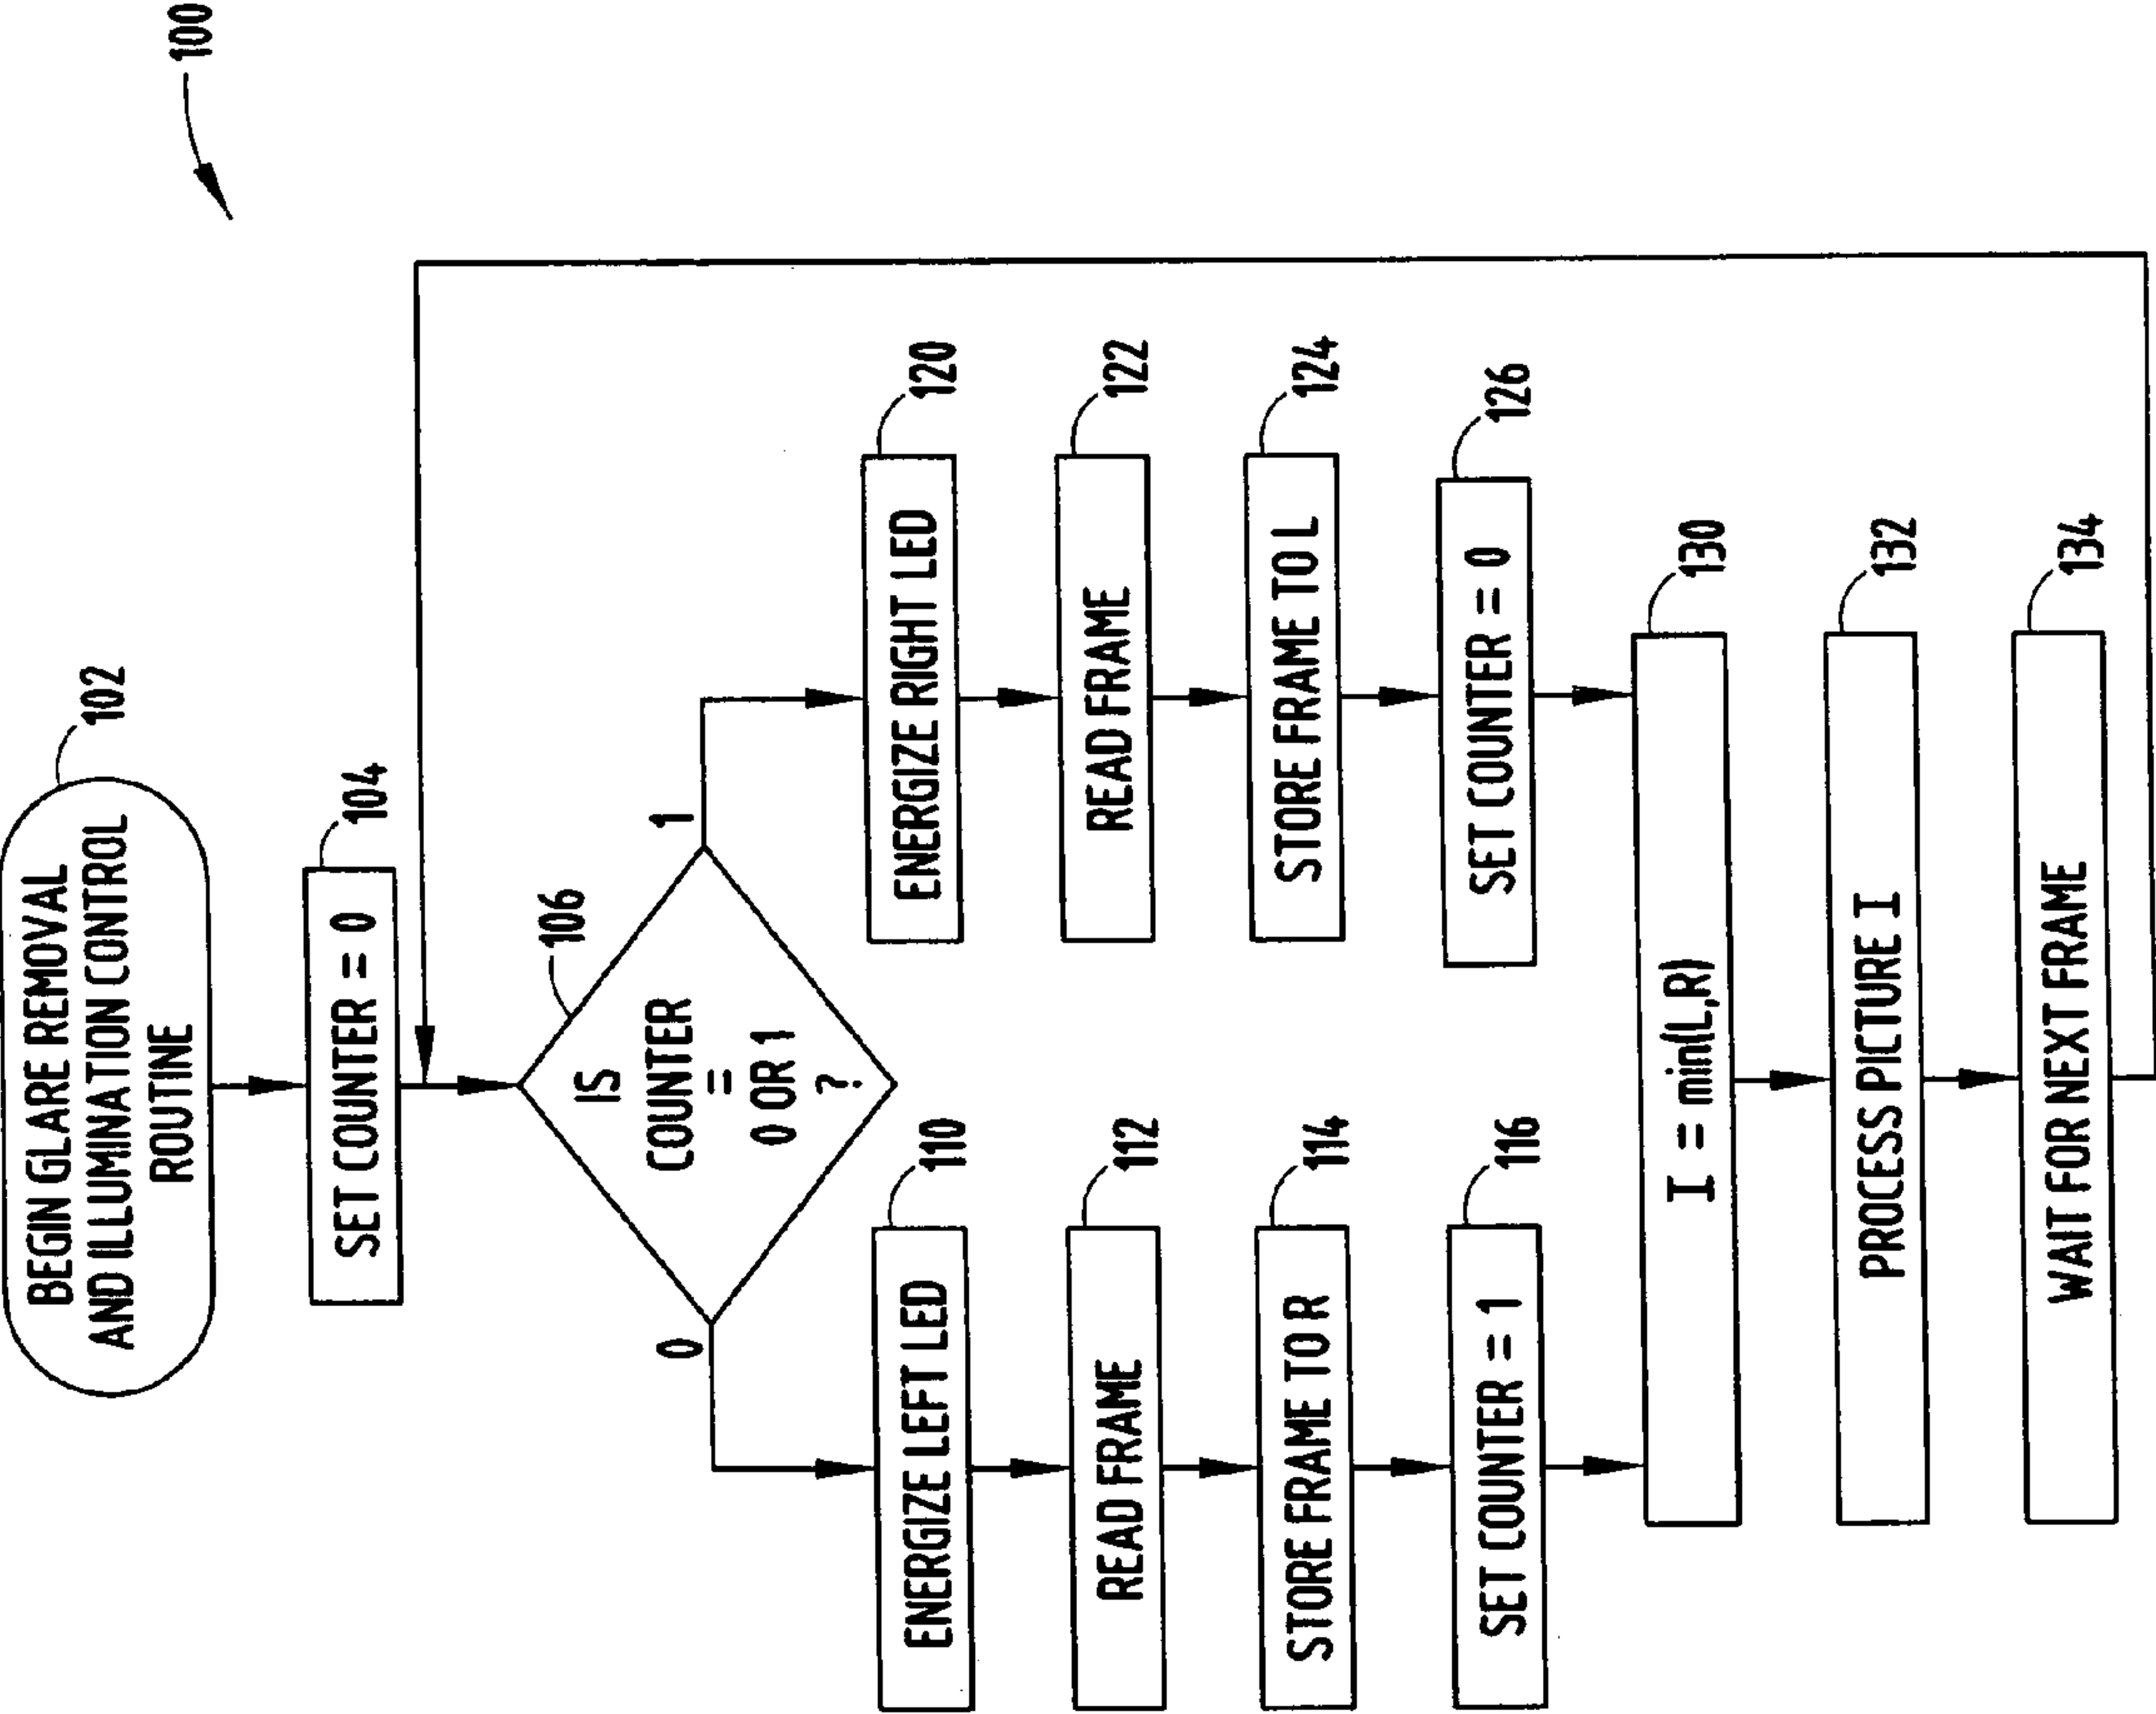 100
BEGIN GLARE REMOVAL
AND ILLUMINATION CONTROL
ROUTINE
102
SET COUNTER = 0
104
IS
COUNTER
=
0 OR 1
?
106
0
1
ENERGIZE LEFT LED
110
READ FRAME
112
STORE FRAME TO R
114
SET COUNTER = 1
116
ENERGIZE RIGHT LED
120
READ FRAME
122
STORE FRAME TO L
124
SET COUNTER = 0
126
I = min(L,R)
130
PROCESS PICTURE I
132
WAIT FOR NEXT FRAME
134